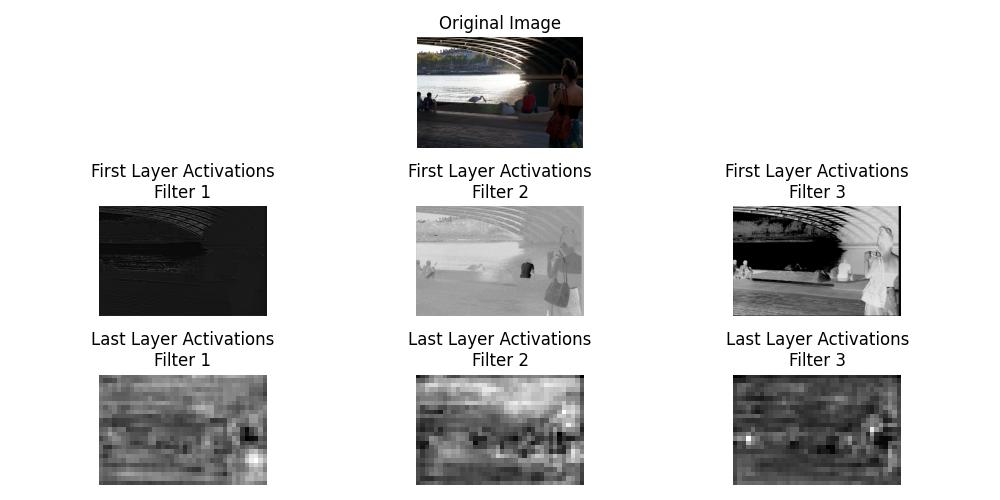 Original Image
First Layer Activations
Filter 1
First Layer Activations
Filter 2
First Layer Activations
Filter 3
Last Layer Activations
Filter 1
Last Layer Activations
Filter 2
Last Layer Activations
Filter 3